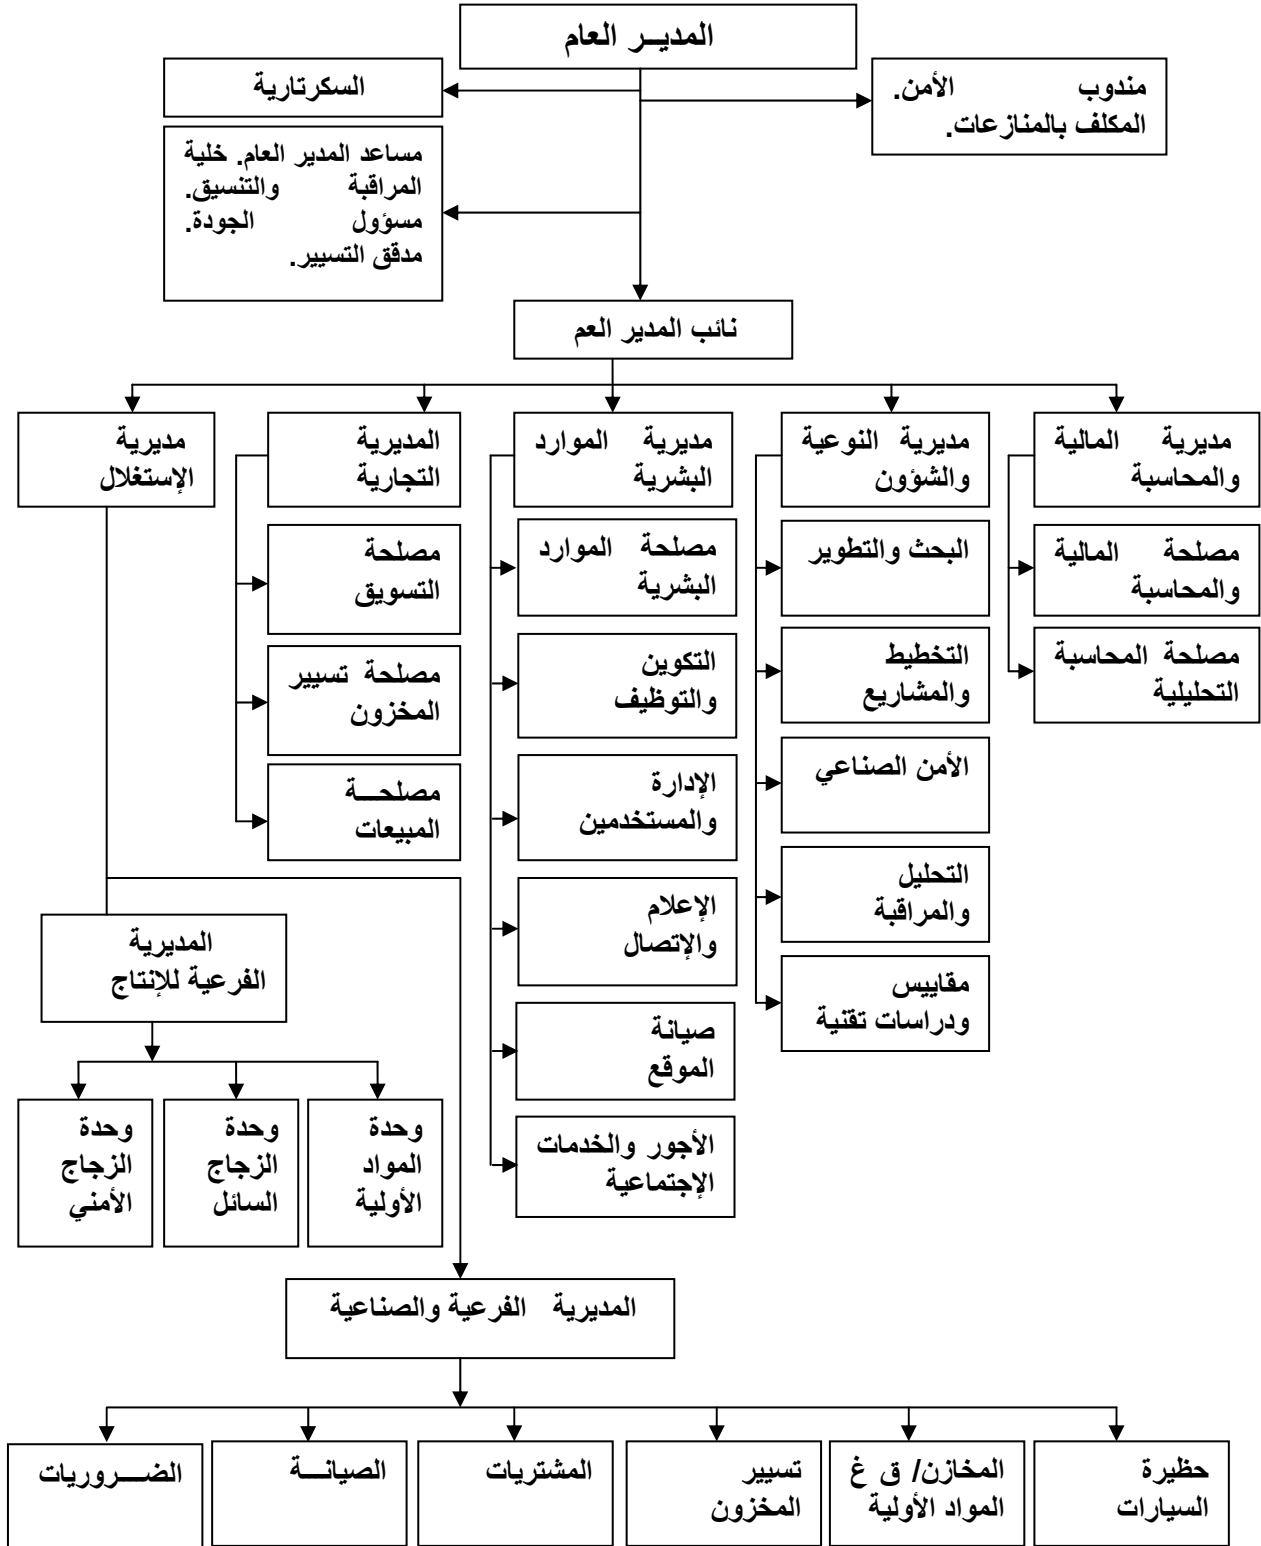 المديـر العام
السكرتارية
مندوب الأمن.
المكلف بالمنازعات.
مساعد المدير العام. خلية
المراقبة والتنسيق.
مسؤول الجودة.
مدقق التسيير.
نائب المدير العم
مديرية المالية
والمحاسبة
مديرية النوعية
والشؤون
مديرية الموارد
البشرية
المديرية
التجارية
مديرية
الإستغلال
مصلحة المالية
والمحاسبة
مصلحة المحاسبة
التحليلية
البحث والتطوير
التخطيط
والمشاريع
الأمن الصناعي
التحليل
والمراقبة
مقاييس
ودراسات تقنية
مصلحة الموارد
البشرية
التكوين
والتوظيف
الإدارة
والمستخدمين
الإعلام
والإتصال
صيانة
الموقع
الأجور والخدمات
الإجتماعية
مصلحة
التسويق
مصلحة تسيير
المخزون
مصلحـــة
المبيعات
المديرية
الفرعية للإنتاج
وحدة
المواد
الأولية
وحدة
الزجاج
السائل
وحدة
الزجاج
الأمني
المديرية الفرعية والصناعية
حظيرة
السيارات
المخازن/ ق غ
المواد الأولية
تسيير
المخزون
المشتريات
الصيانـــة
الضـــروريات